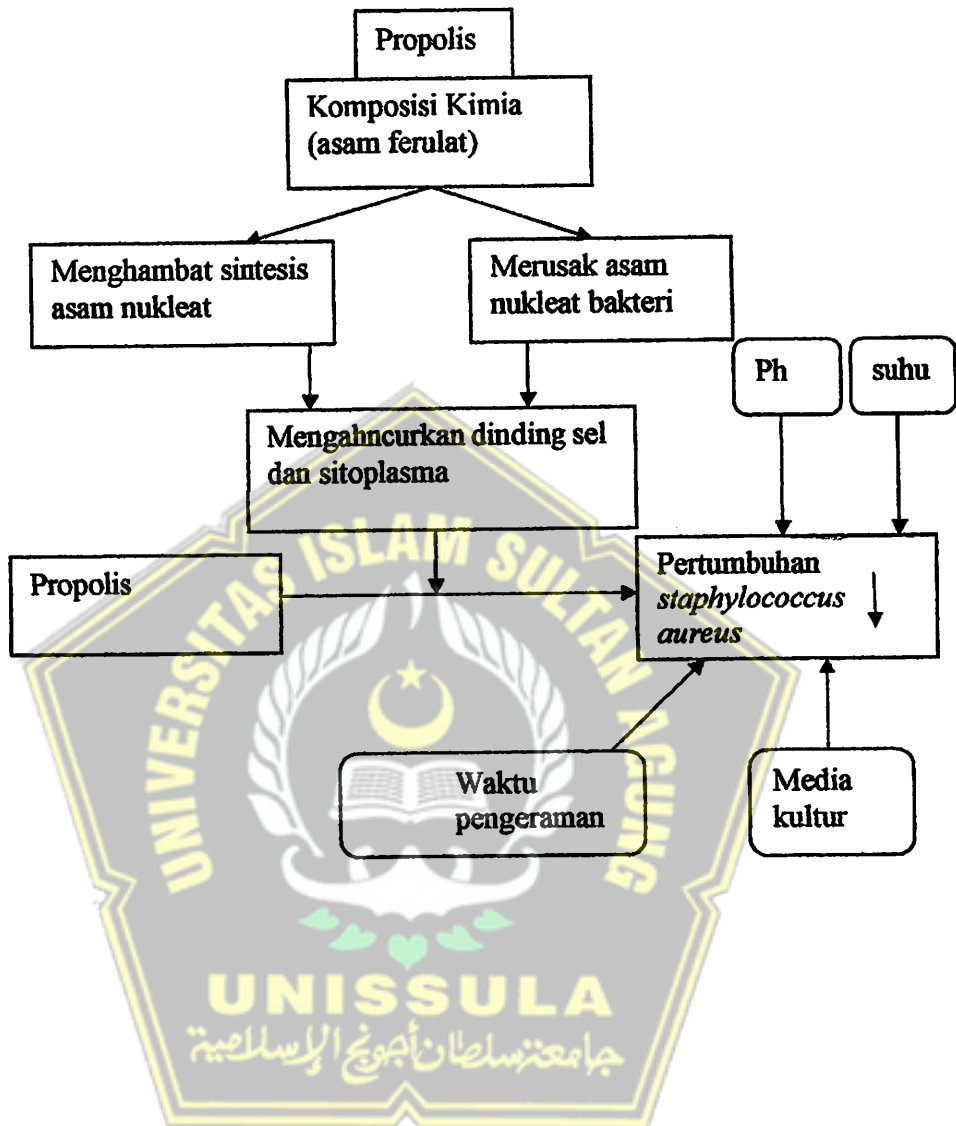 Propolis
Komposisi Kimia
(asam ferulat)
Menghambat sintesis
asam nukleat
Merusak asam
nukleat bakteri
Ph
suhu
Mengahncurkan dinding sel
dan sitoplasma
Propolis
Pertumbuhan
staphylococcus
aureus
Waktu
pengeraman
Media
kultur
UNIVERSITAS ISLAM SULTAN AGUNG
UNISSULA
جامعة سلطان أجونج الإسلامية